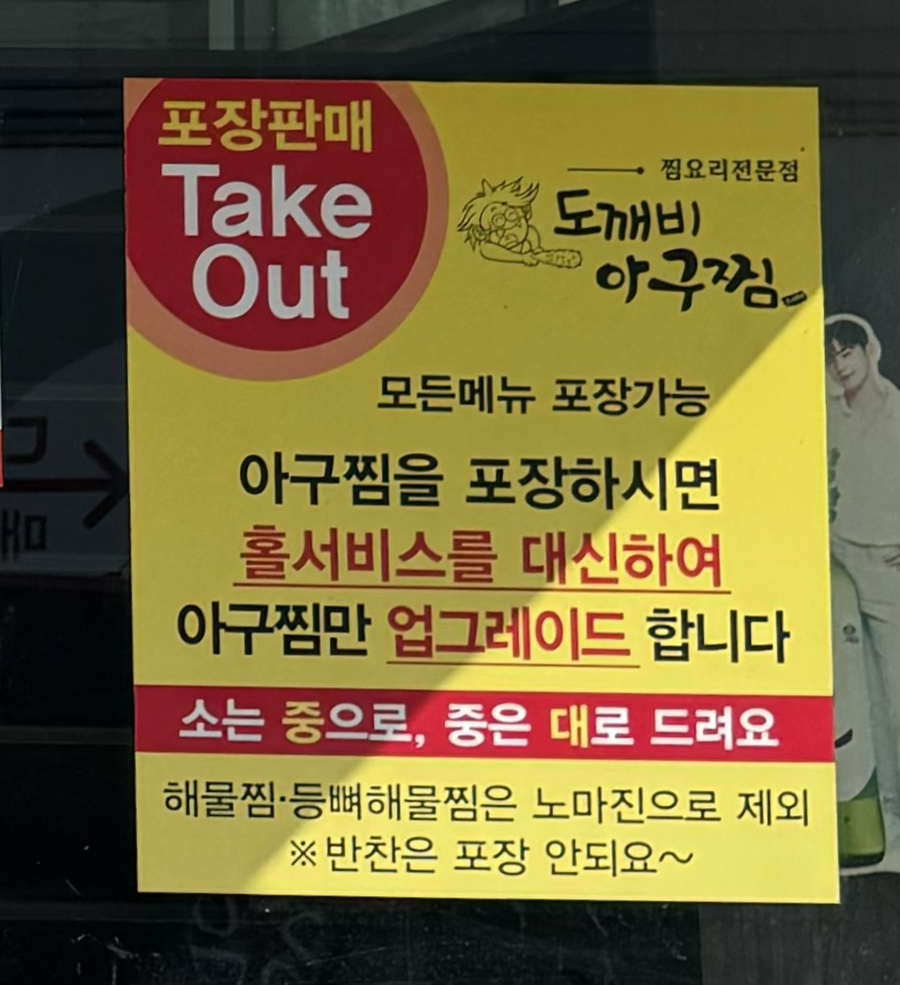 포장판매
Take
Out
찜요리전문점
도깨비
아구찜
모든메뉴 포장가능
아구찜을 포장하시면
홀서비스를 대신하여
아구찜만 업그레이드 합니다
소는 중으로, 중은 대로 드려요
해물찜·등뼈해물찜은 노마진으로 제외
※반찬은 포장 안되요~